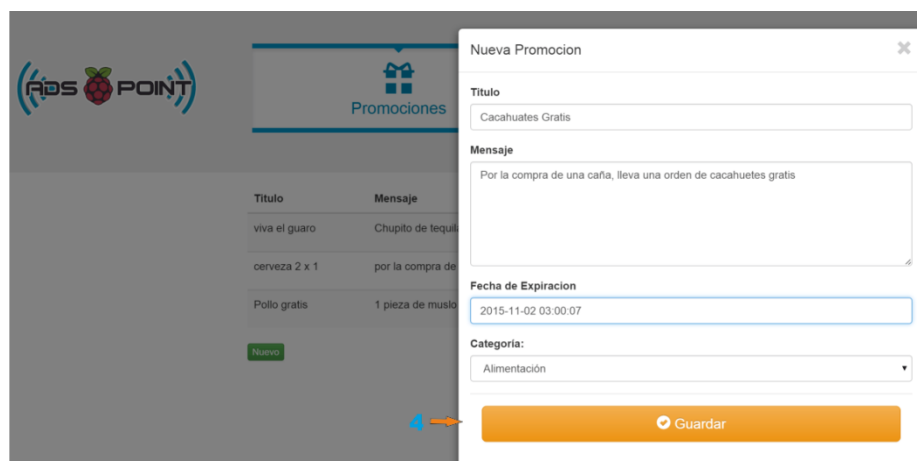 ADS POINT
Promociones
Titulo Mensaje
viva el guaro Chupito de tequila
cerveza 2 x 1 por la compra de
Pollo gratis 1 pieza de muslo
Nuevo
Nueva Promocion
Titulo
Cacahuates Gratis
Mensaje
Por la compra de una caña, lleva una orden de cacahuetes gratis
Fecha de Expiracion
2015-11-02 03:00:07
Categoría:
Alimentación
4
Guardar